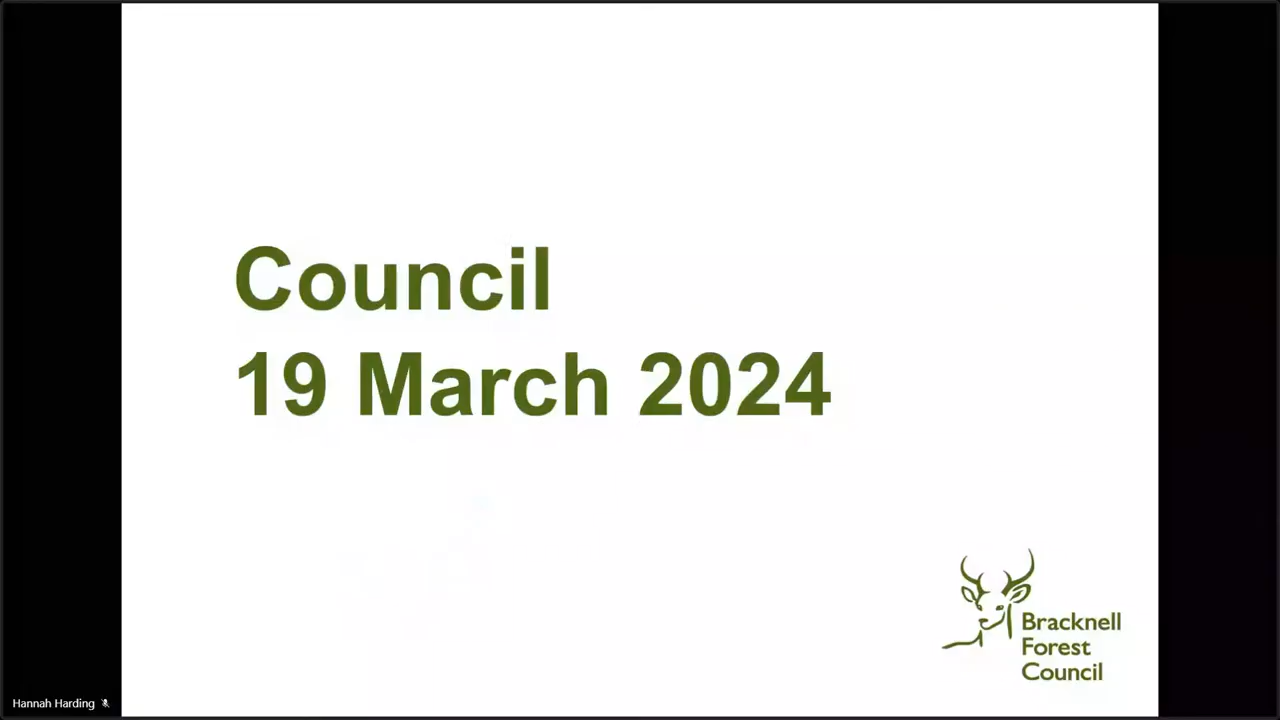 Council
19 March 2024
Bracknell
Forest
Council
Hannah Harding